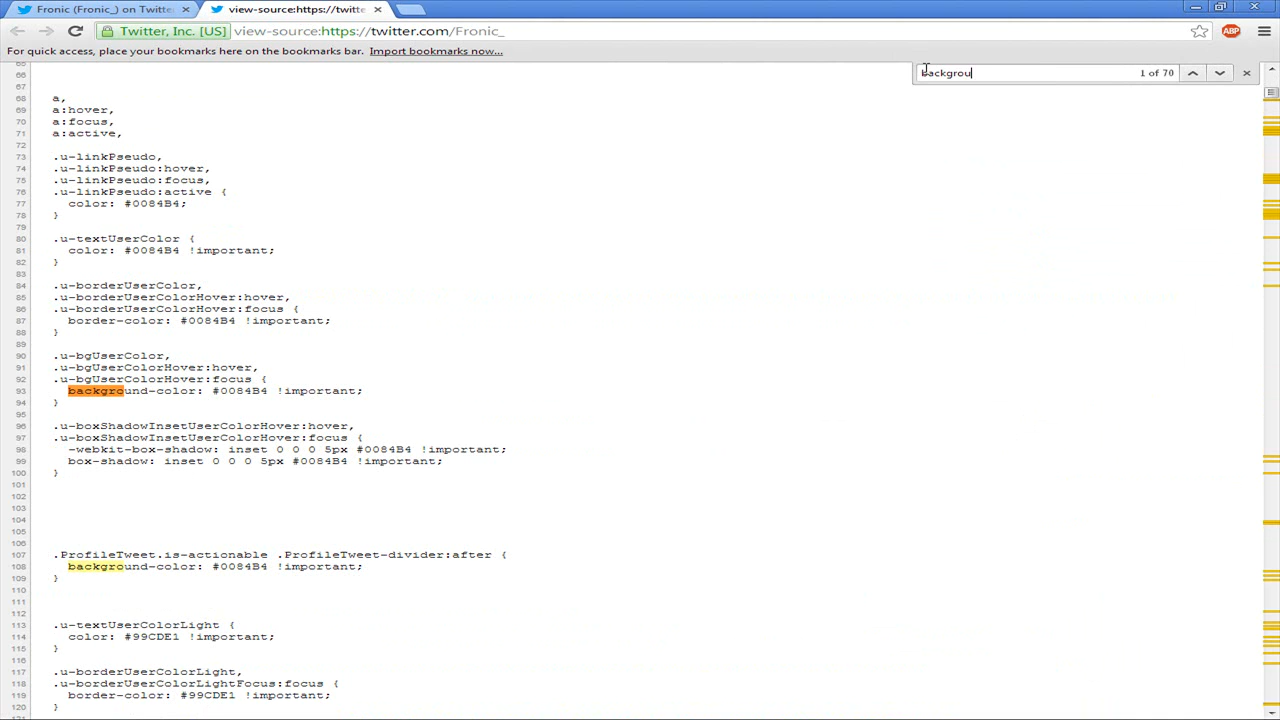 Fronic (Fronic_) on Twitter
view-source:https://twitte
Twitter, Inc. [US]
view-source:https://twitter.com/Fronic_
ABP
For quick access, place your bookmarks here on the bookmarks bar. Import bookmarks now...
backgrou
1 of 70
65
66
67
68 a,
69 a:hover,
70 a:focus,
71 a:active,
72
73 .u-linkPseudo,
74 .u-linkPseudo:hover,
75 .u-linkPseudo:focus,
76 .u-linkPseudo:active {
77 color: #0084B4;
78 }
79
80 .u-textUserColor {
81 color: #0084B4 !important;
82 }
83
84 .u-borderUserColor,
85 .u-borderUserColorHover:hover,
86 .u-borderUserColorHover:focus {
87 border-color: #0084B4 !important;
88 }
89
90 .u-bgUserColor,
91 .u-bgUserColorHover:hover,
92 .u-bgUserColorHover:focus {
93 background-color: #0084B4 !important;
94 }
95
96 .u-boxShadowInsetUserColorHover:hover,
97 .u-boxShadowInsetUserColorHover:focus {
98 -webkit-box-shadow: inset 0 0 0 5px #0084B4 !important;
99 box-shadow: inset 0 0 0 5px #0084B4 !important;
100 }
101
102
103
104
105
106
107 .ProfileTweet.is-actionable .ProfileTweet-divider:after {
108 background-color: #0084B4 !important;
109 }
110
111
112
113 .u-textUserColorLight {
114 color: #99CDE1 !important;
115 }
116
117 .u-borderUserColorLight,
118 .u-borderUserColorLightFocus:focus {
119 border-color: #99CDE1 !important;
120 }